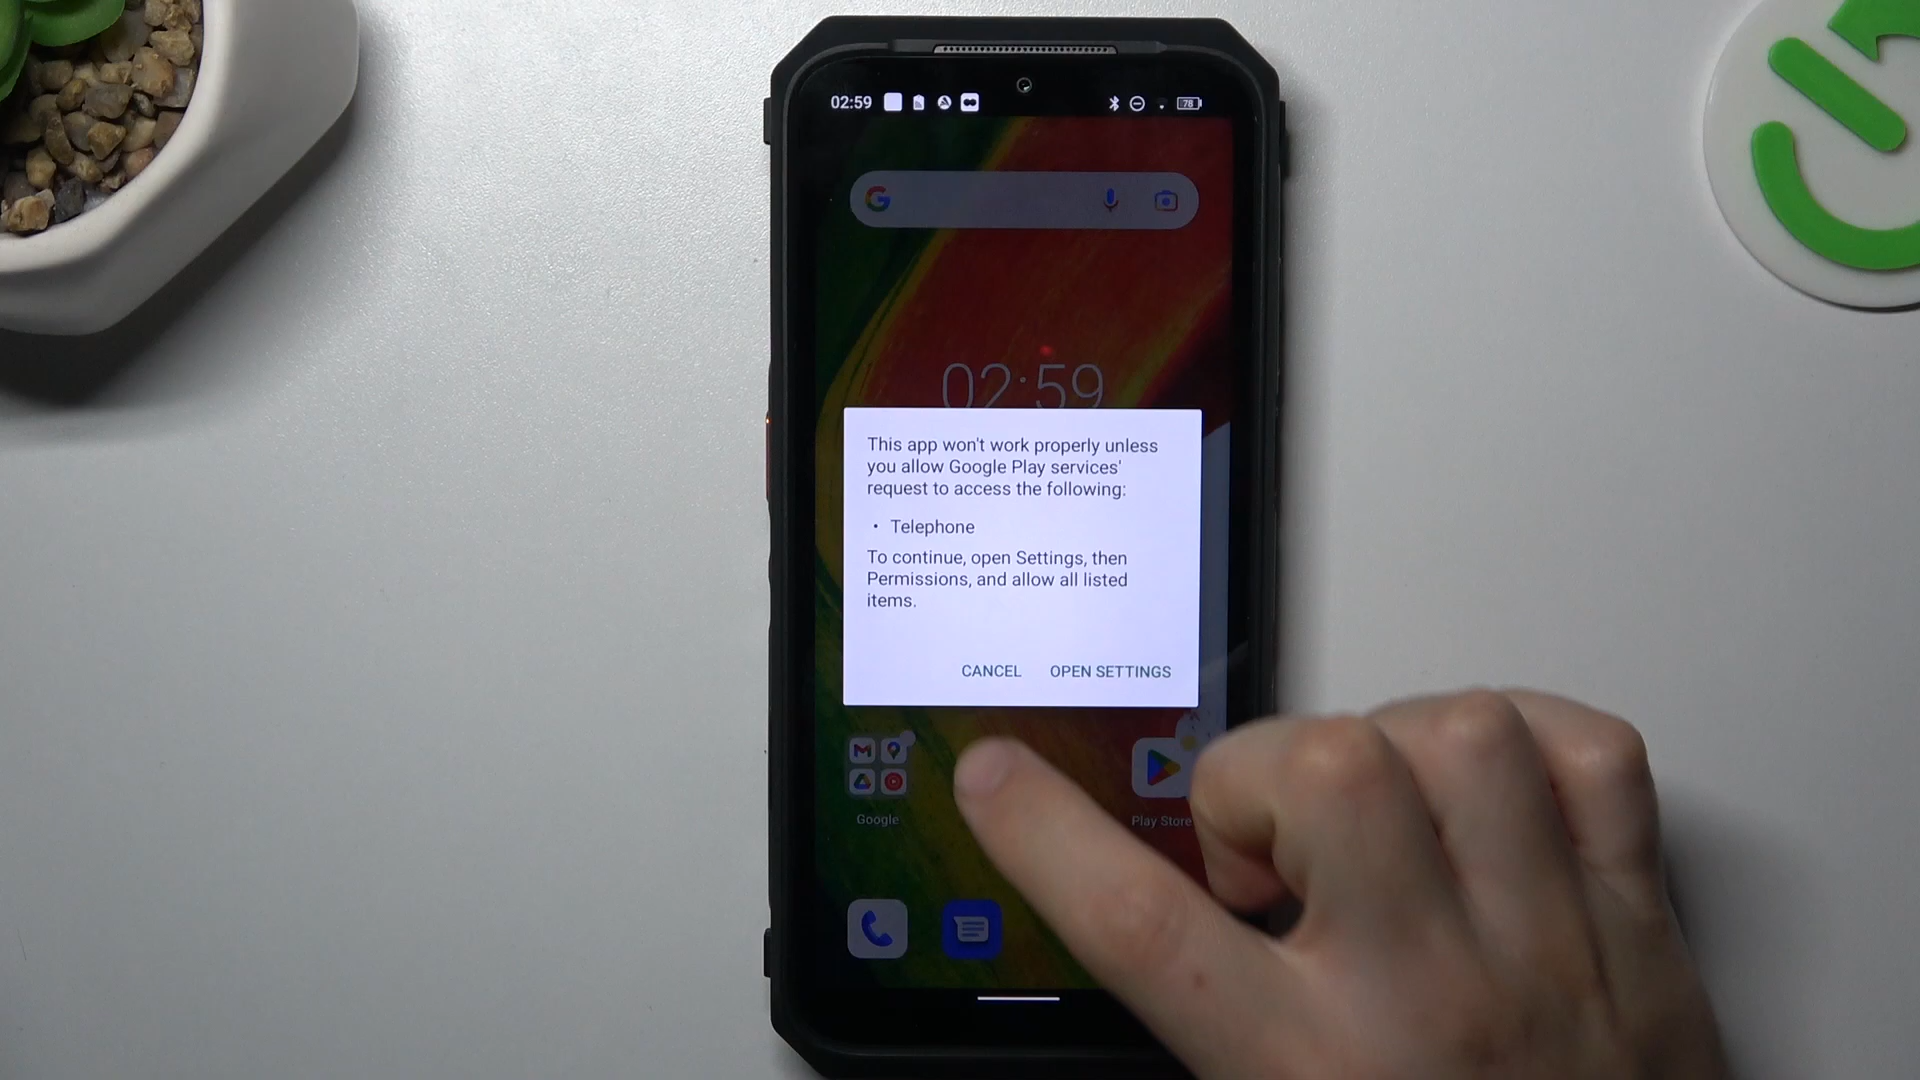 02:59
78
02:59
This app won't work properly unless
you allow Google Play services'
request to access the following:
• Telephone
To continue, open Settings, then
Permissions, and allow all listed
items.
CANCEL OPEN SETTINGS
Google
Play Store